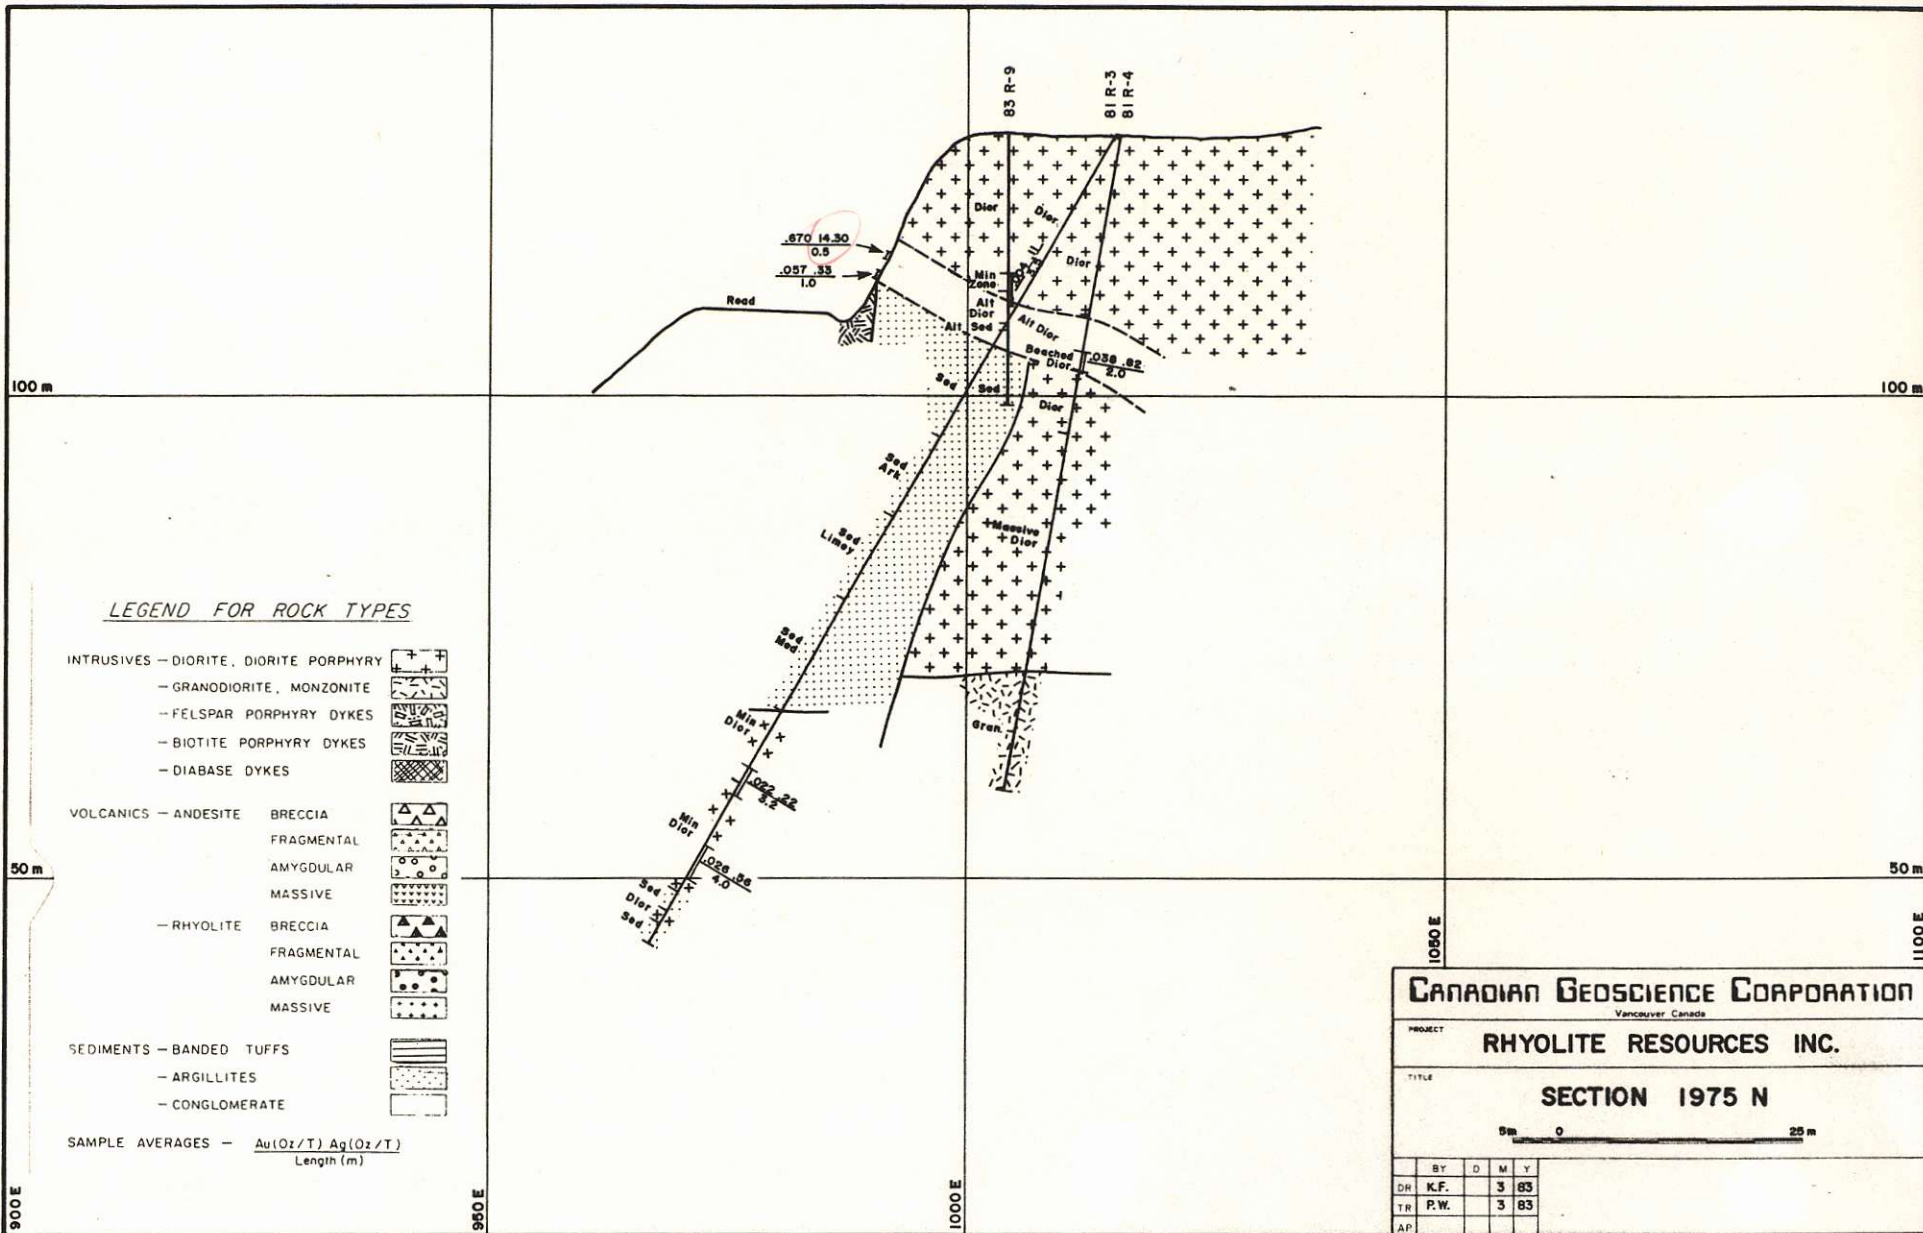 83 R-9
81 R-3
81 R-4
Dior
Dior
Dior
.670 14.30
0.5
.057 .33
1.0
Min
Zone
.004 .11
3.3
Road
Alt
Dior
Alt Sed
Alt Dior
Beached
Dior
.038 .82
2.0
100 m
100 m
Sed
Sed
Dior
Sed
Ark
Sed
Limey
Massive
Dior
Sed
Med
Min
Dior
Gran.
.022 .22
3.2
Min
Dior
.026 .56
4.0
50 m
50 m
Sed
Dior
Sed
LEGEND FOR ROCK TYPES
INTRUSIVES – DIORITE, DIORITE PORPHYRY
– GRANODIORITE, MONZONITE
– FELSPAR PORPHYRY DYKES
– BIOTITE PORPHYRY DYKES
– DIABASE DYKES
VOLCANICS – ANDESITE BRECCIA
FRAGMENTAL
AMYGDULAR
MASSIVE
– RHYOLITE BRECCIA
FRAGMENTAL
AMYGDULAR
MASSIVE
SEDIMENTS – BANDED TUFFS
– ARGILLITES
– CONGLOMERATE
SAMPLE AVERAGES – Au(Oz/T) Ag(Oz/T)
Length (m)
900 E
950 E
1000 E
1050 E
1100 E
CANADIAN GEOSCIENCE CORPORATION
Vancouver Canada
PROJECT
RHYOLITE RESOURCES INC.
TITLE
SECTION 1975 N
5m 0 25 m
BY D M Y
DR K.F. 3 83
TR P.W. 3 83
AP